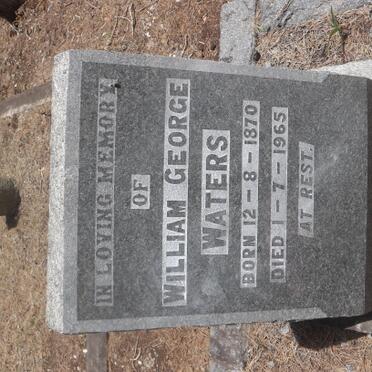 IN LOVING MEMORY
OF
WILLIAM GEORGE
WATERS
BORN 12-8-1870
DIED 1-7-1965
AT REST.